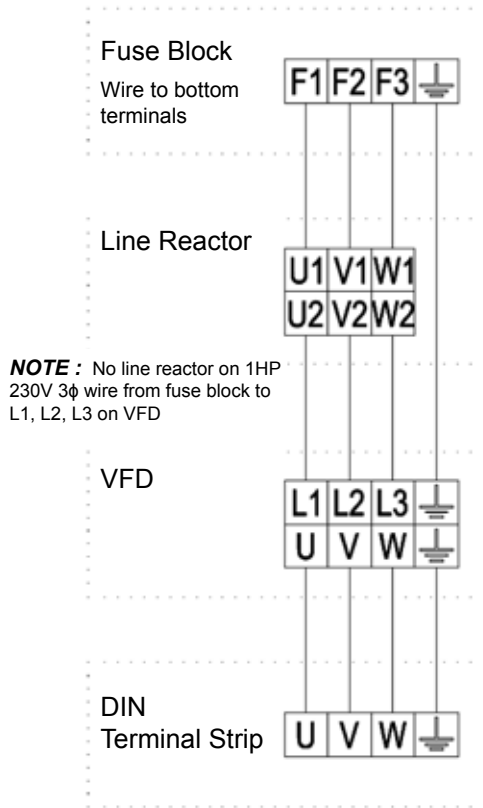 Fuse Block
Wire to bottom
terminals
F1 F2 F3
Line Reactor
U1 V1 W1
U2 V2 W2
NOTE : No line reactor on 1HP
230V 3ϕ wire from fuse block to
L1, L2, L3 on VFD
VFD
L1 L2 L3
U V W
DIN
Terminal Strip
U V W